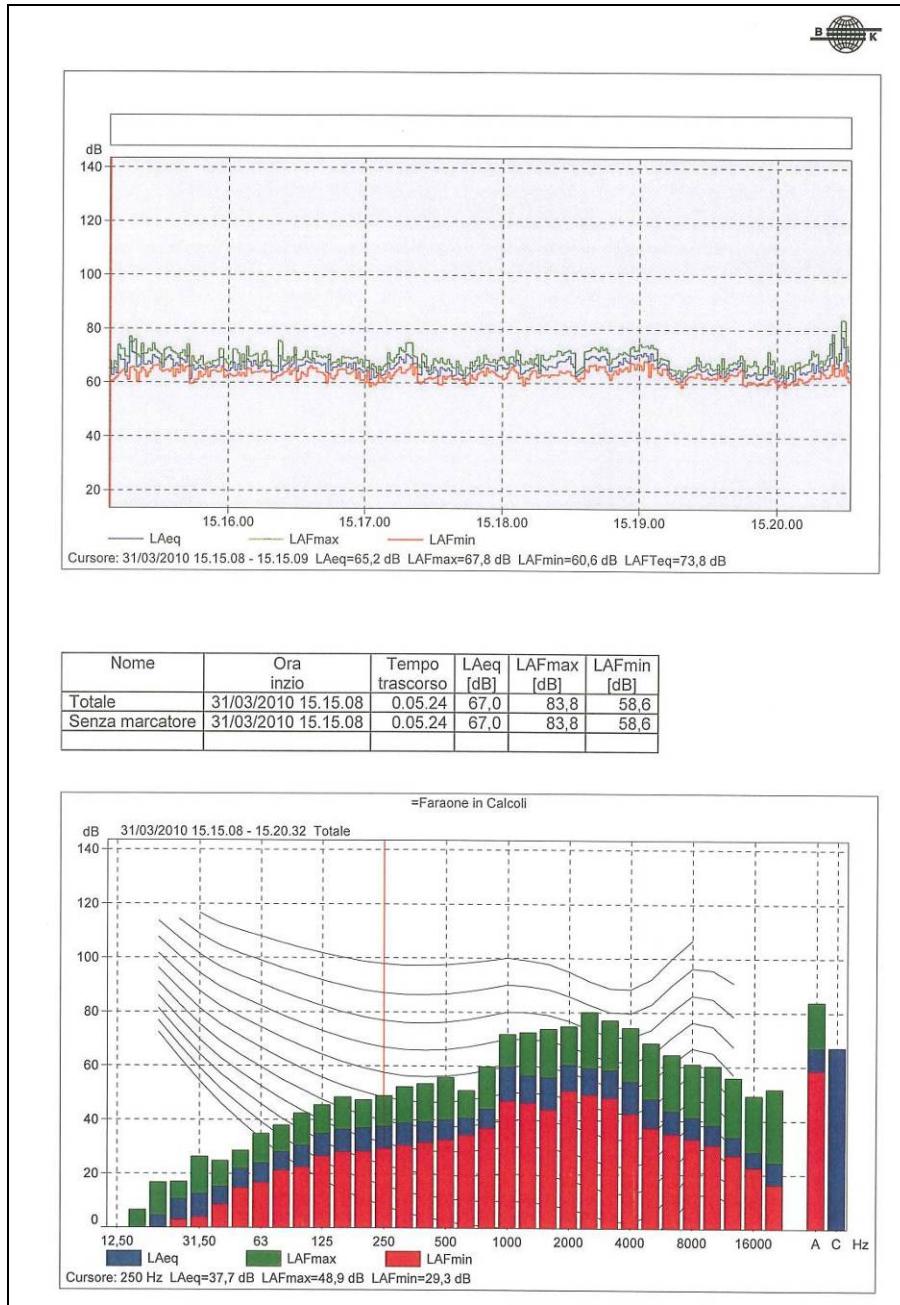 B K
dB
140
120
100
80
60
40
20
15.16.00 15.17.00 15.18.00 15.19.00 15.20.00
LAeq LAFmax LAFmin
Cursore: 31/03/2010 15.15.08 - 15.15.09 LAeq=65,2 dB LAFmax=67,8 dB LAFmin=60,6 dB LAFTeq=73,8 dB
Nome Ora inzio Tempo trascorso LAeq [dB] LAFmax [dB] LAFmin [dB]
Totale 31/03/2010 15.15.08 0.05.24 67,0 83,8 58,6
Senza marcatore 31/03/2010 15.15.08 0.05.24 67,0 83,8 58,6
=Faraone in Calcoli
dB 31/03/2010 15.15.08 - 15.20.32 Totale
140
120
100
80
60
40
20
0
12,50 31,50 63 125 250 500 1000 2000 4000 8000 16000 A C Hz
LAeq LAFmax LAFmin
Cursore: 250 Hz LAeq=37,7 dB LAFmax=48,9 dB LAFmin=29,3 dB